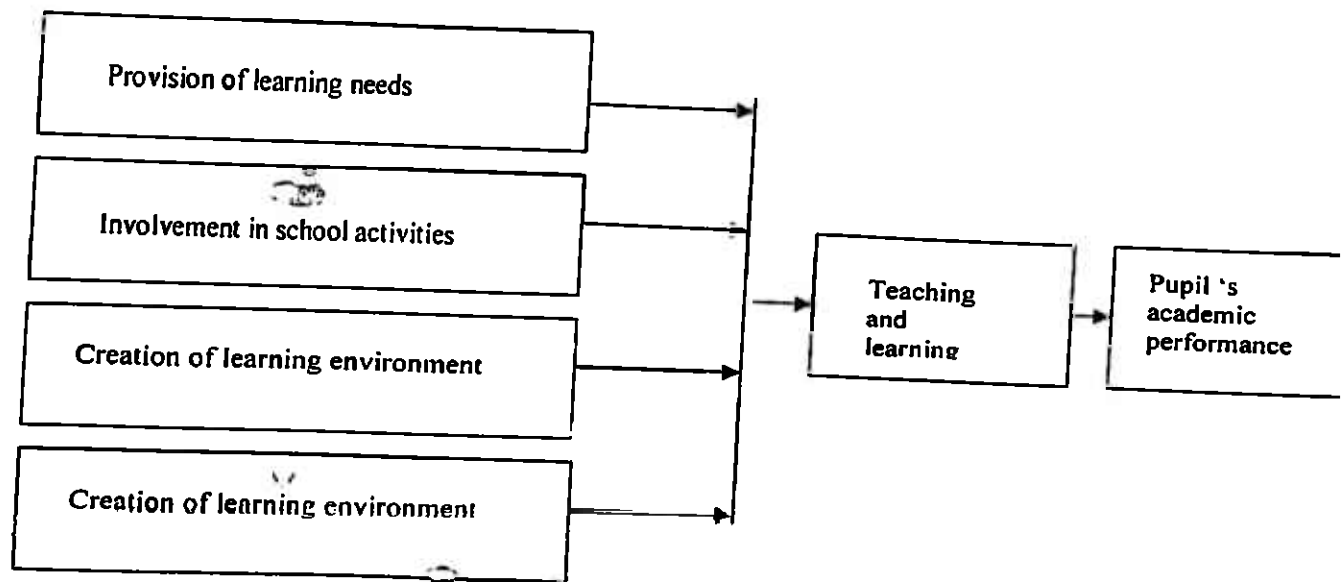 Provision of learning needs
Involvement in school activities
Creation of learning environment
Creation of learning environment
Teaching
and
learning
Pupil 's
academic
performance